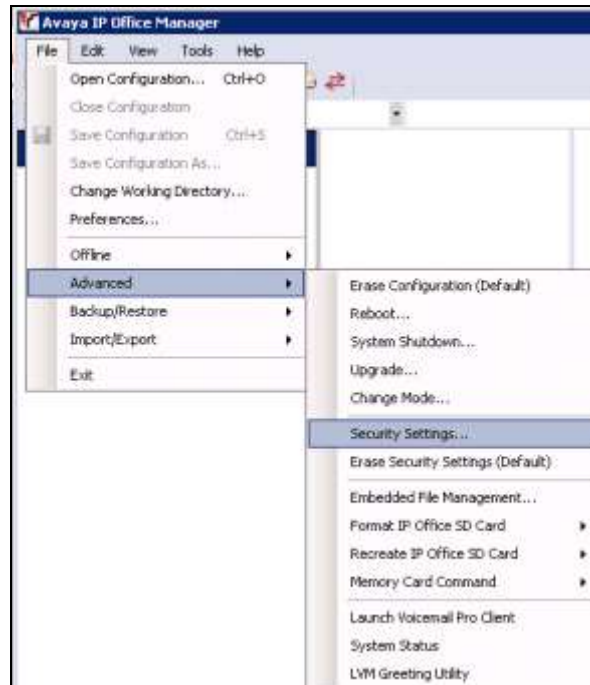 Avaya IP Office Manager
File Edit View Tools Help
Open Configuration... Ctrl+O
Close Configuration
Save Configuration Ctrl+S
Save Configuration As...
Change Working Directory...
Preferences...
Offline
Advanced
Backup/Restore
Import/Export
Exit
Erase Configuration (Default)
Reboot...
System Shutdown...
Upgrade...
Change Mode...
Security Settings...
Erase Security Settings (Default)
Embedded File Management...
Format IP Office SD Card
Recreate IP Office SD Card
Memory Card Command
Launch Voicemail Pro Client
System Status
LVM Greeting Utility